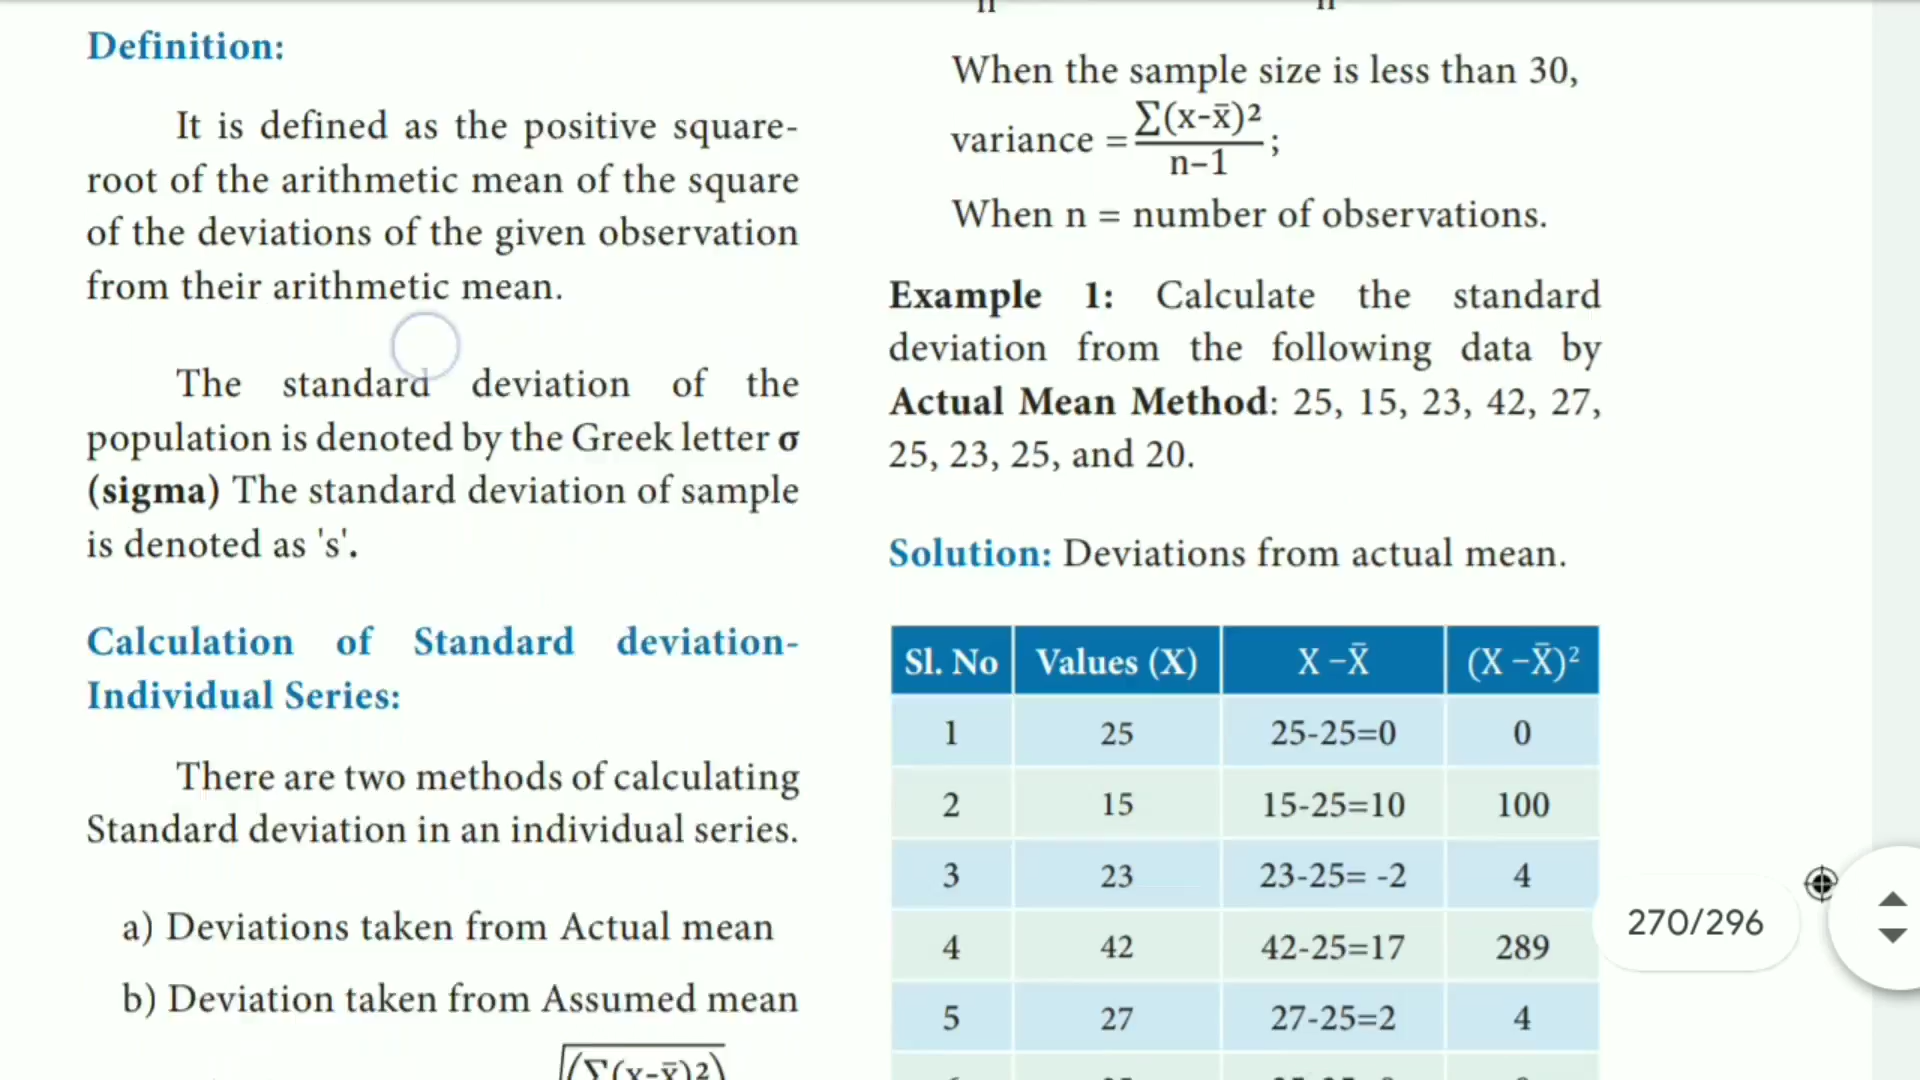 Definition:
It is defined as the positive square-
root of the arithmetic mean of the square
of the deviations of the given observation
from their arithmetic mean.
The standard deviation of the
population is denoted by the Greek letter σ
(sigma) The standard deviation of sample
is denoted as 's'.
Calculation of Standard deviation-
Individual Series:
There are two methods of calculating
Standard deviation in an individual series.
a) Deviations taken from Actual mean
b) Deviation taken from Assumed mean
n n
When the sample size is less than 30,
variance = Σ(x-x̄)² / n-1 ;
When n = number of observations.
Example 1: Calculate the standard
deviation from the following data by
Actual Mean Method: 25, 15, 23, 42, 27,
25, 23, 25, and 20.
Solution: Deviations from actual mean.
Sl. No Values (X) X -X̄ (X -X̄)²
1 25 25-25=0 0
2 15 15-25=10 100
3 23 23-25= -2 4
4 42 42-25=17 289
5 27 27-25=2 4
270/296